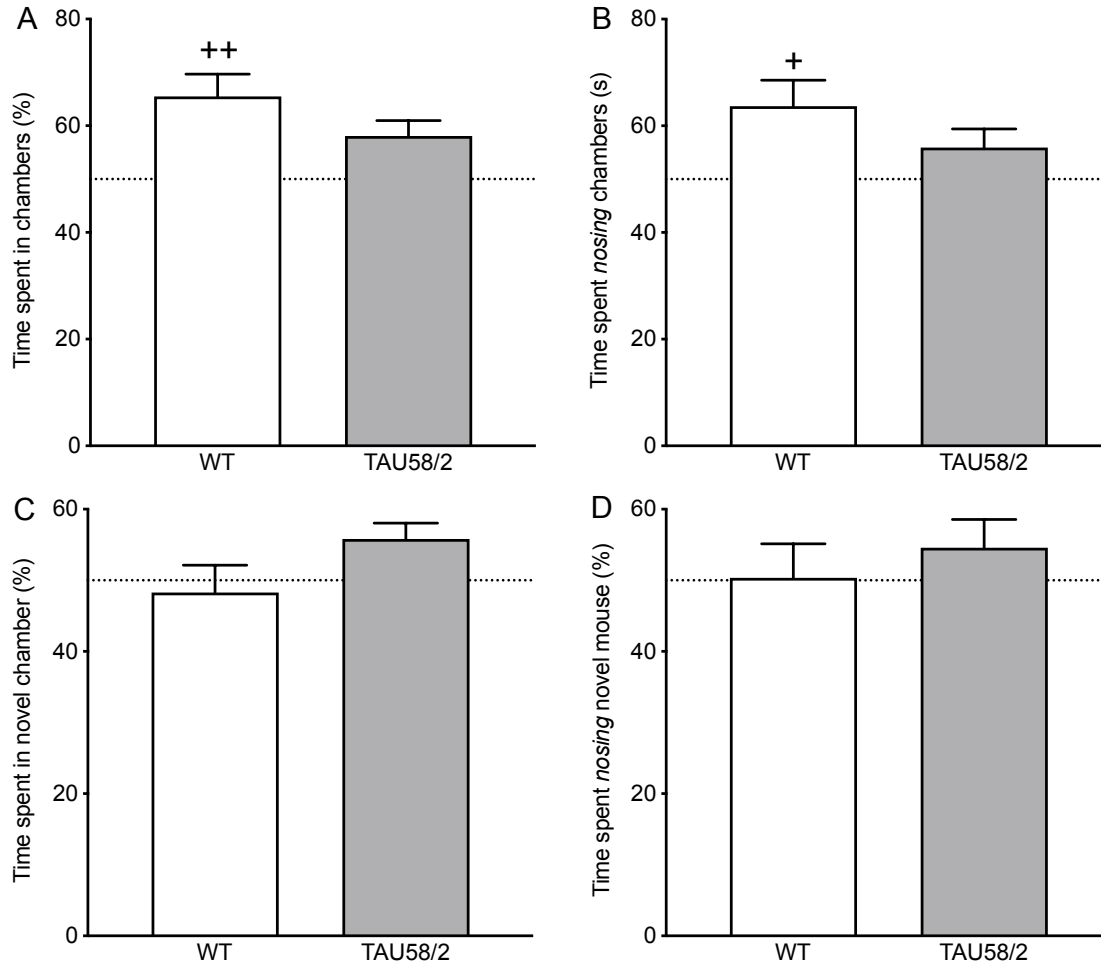 A
Time spent in chambers (%)
80
60
40
20
0
++
WT
TAU58/2
B
Time spent nosing chambers (s)
80
60
40
20
0
+
WT
TAU58/2
C
Time spent in novel chamber (%)
60
40
20
0
WT
TAU58/2
D
Time spent nosing novel mouse (%)
60
40
20
0
WT
TAU58/2